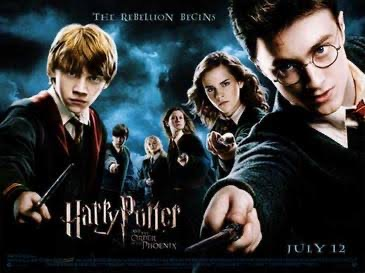 THE REBELLION BEGINS
HARRY POTTER
AND THE
ORDER OF THE
PHOENIX
JULY 12